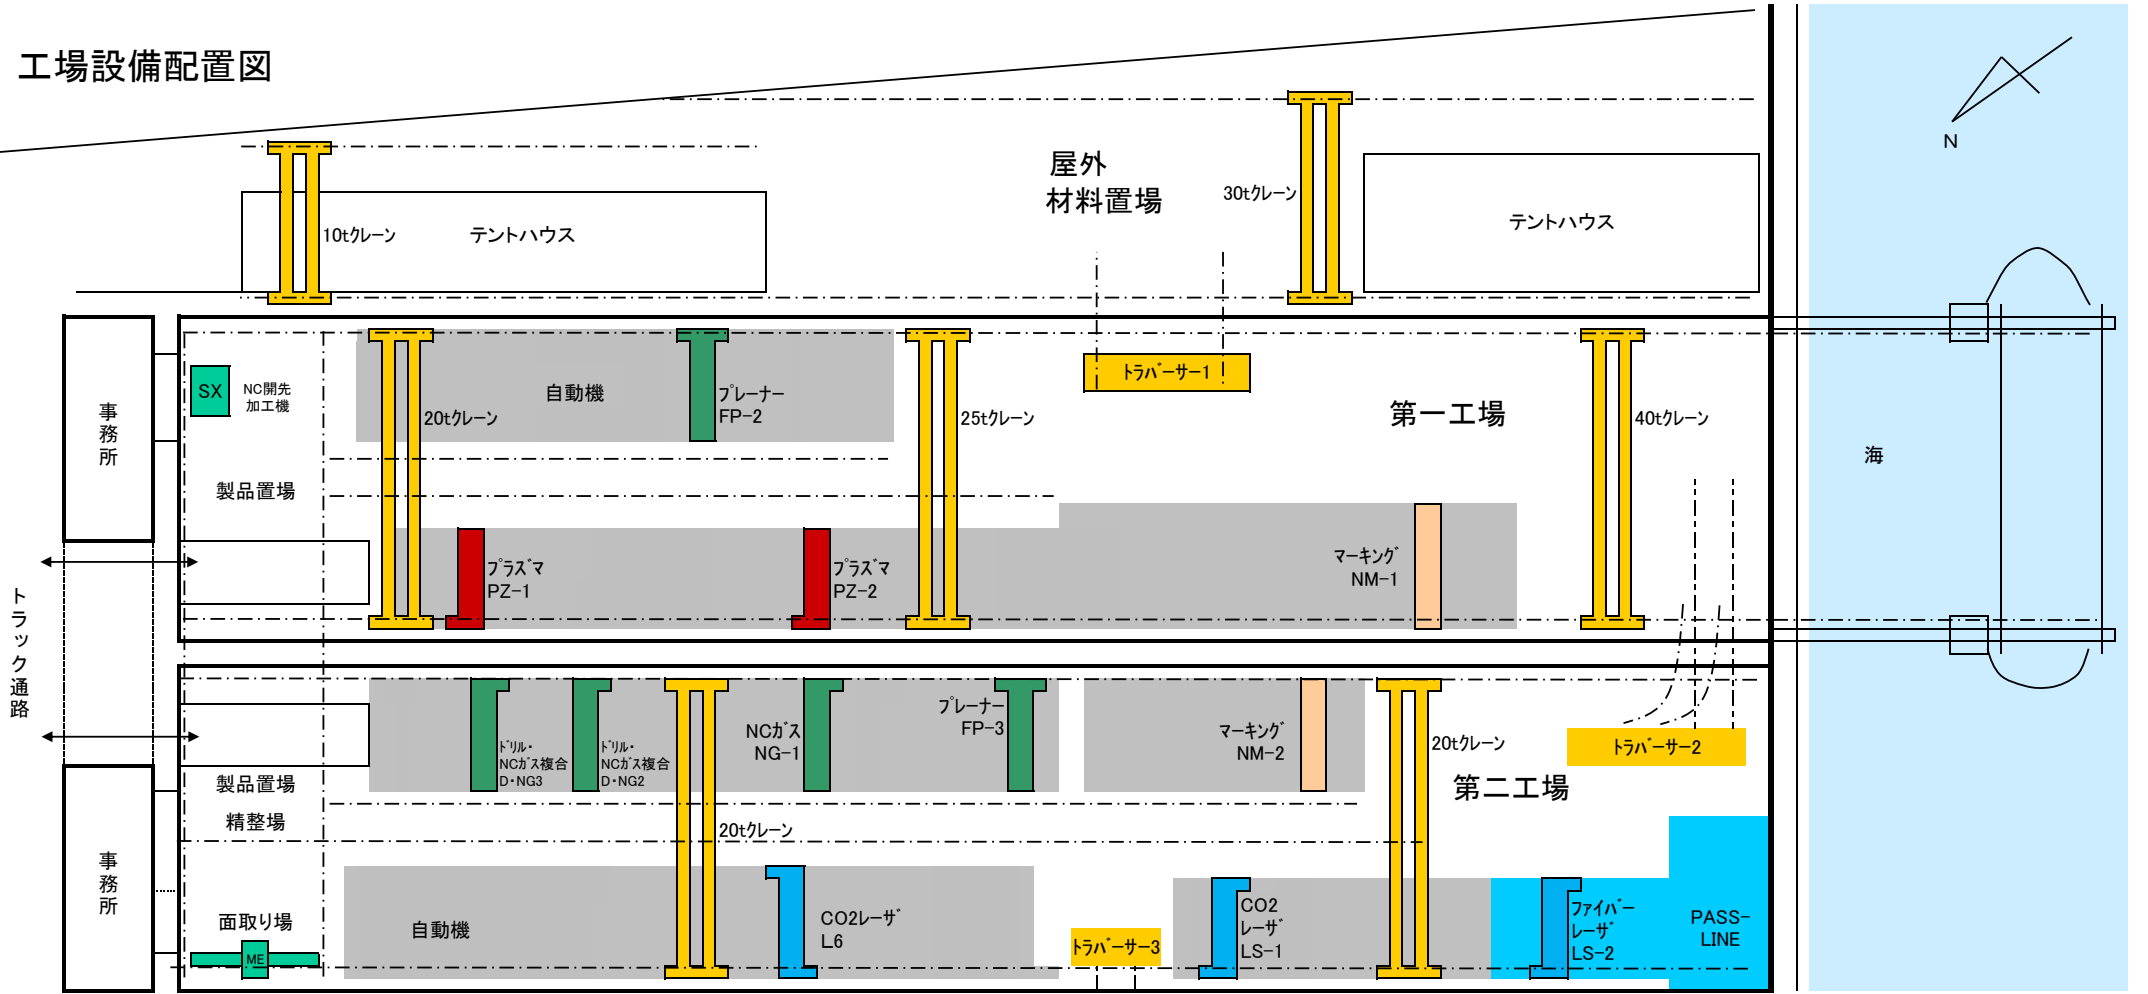 工場設備配置図
N
屋外
材料置場
30tクレーン
テントハウス
10tクレーン
テントハウス
事務所
SX
NC開先
加工機
20tクレーン
自動機
プレーナー
FP-2
25tクレーン
トラバーサー1
第一工場
40tクレーン
海
製品置場
プラズマ
PZ-1
プラズマ
PZ-2
マーキング
NM-1
トラック通路
ドリル・
NCガス複合
D・NG3
ドリル・
NCガス複合
D・NG2
NCガス
NG-1
プレーナー
FP-3
マーキング
NM-2
20tクレーン
トラバーサー2
第二工場
製品置場
精整場
20tクレーン
事務所
面取り場
ME
自動機
CO2レーザ
L6
トラバーサー3
CO2
レーザ
LS-1
ファイバー
レーザ
LS-2
PASS-
LINE